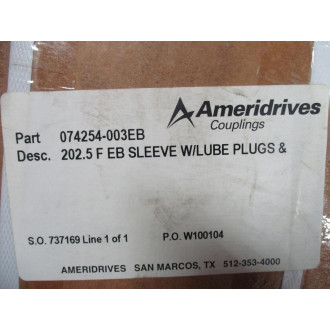 Ameridrives
Couplings
Part 074254-003EB
Desc. 202.5 F EB SLEEVE W/LUBE PLUGS &
S.O. 737169 Line 1 of 1 P.O. W100104
AMERIDRIVES SAN MARCOS, TX 512-353-4000